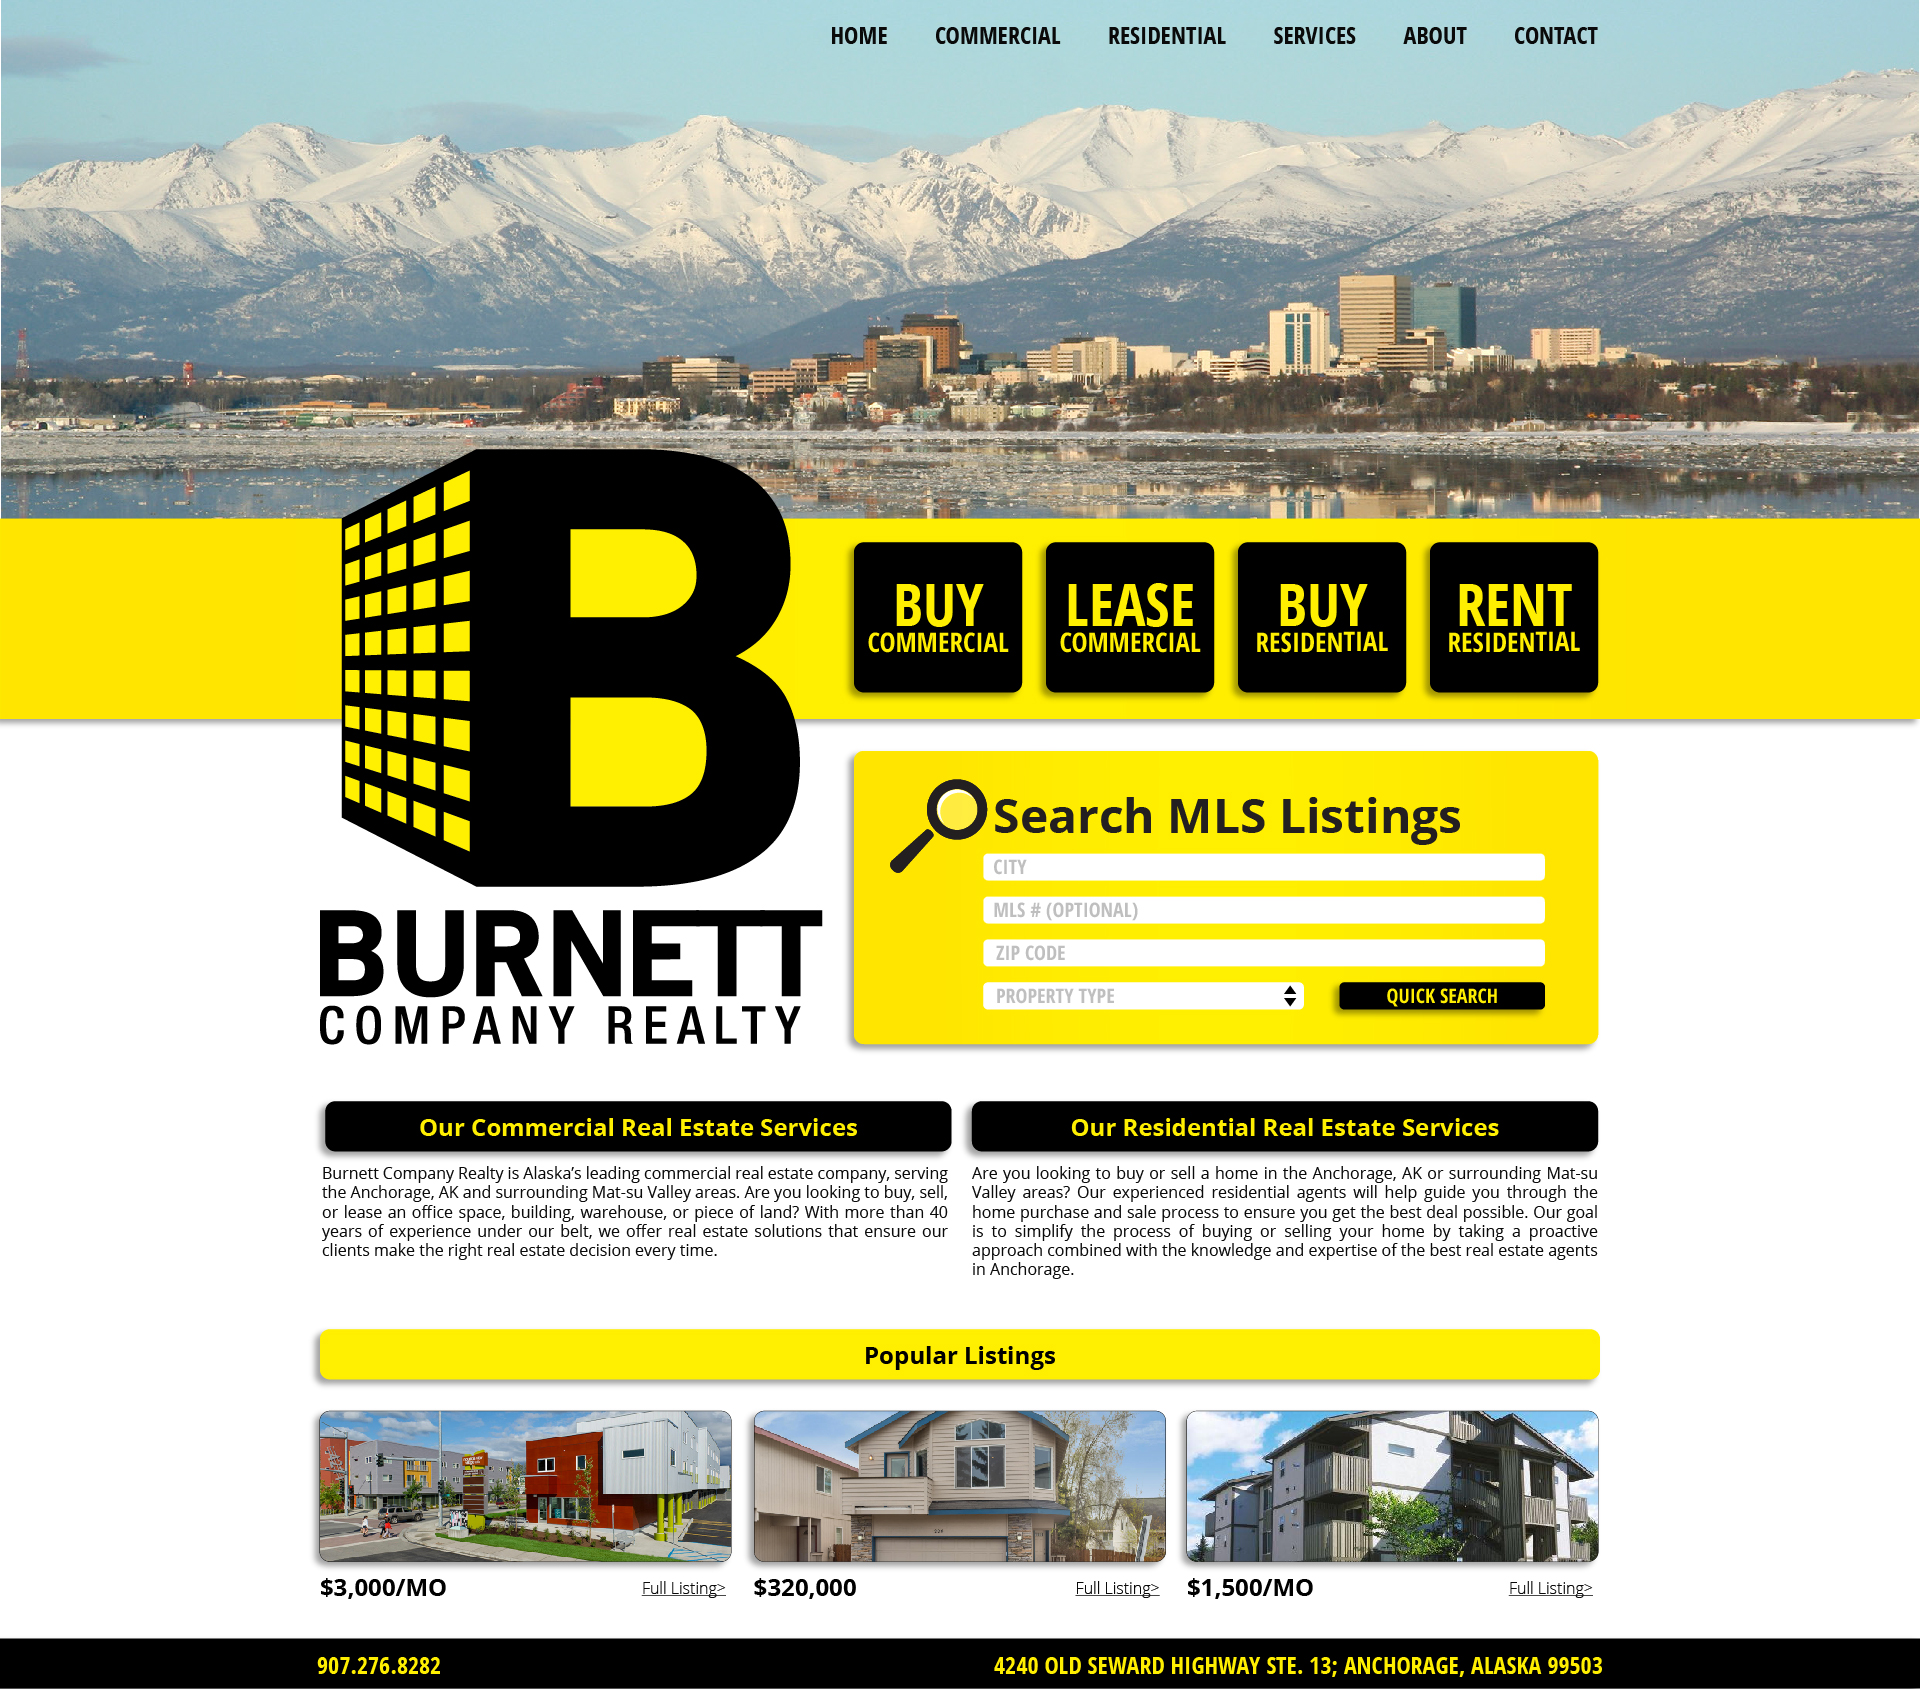 HOME COMMERCIAL RESIDENTIAL SERVICES ABOUT CONTACT
B
BUY
COMMERCIAL
LEASE
COMMERCIAL
BUY
RESIDENTIAL
RENT
RESIDENTIAL
BURNETT
COMPANY REALTY
Search MLS Listings
CITY
MLS # (OPTIONAL)
ZIP CODE
PROPERTY TYPE
QUICK SEARCH
Our Commercial Real Estate Services
Burnett Company Realty is Alaska’s leading commercial real estate company, serving
the Anchorage, AK and surrounding Mat-su Valley areas. Are you looking to buy, sell,
or lease an office space, building, warehouse, or piece of land? With more than 40
years of experience under our belt, we offer real estate solutions that ensure our
clients make the right real estate decision every time.
Our Residential Real Estate Services
Are you looking to buy or sell a home in the Anchorage, AK or surrounding Mat-su
Valley areas? Our experienced residential agents will help guide you through the
home purchase and sale process to ensure you get the best deal possible. Our goal
is to simplify the process of buying or selling your home by taking a proactive
approach combined with the knowledge and expertise of the best real estate agents
in Anchorage.
Popular Listings
$3,000/MO Full Listing>
$320,000 Full Listing>
$1,500/MO Full Listing>
907.276.8282
4240 OLD SEWARD HIGHWAY STE. 13; ANCHORAGE, ALASKA 99503